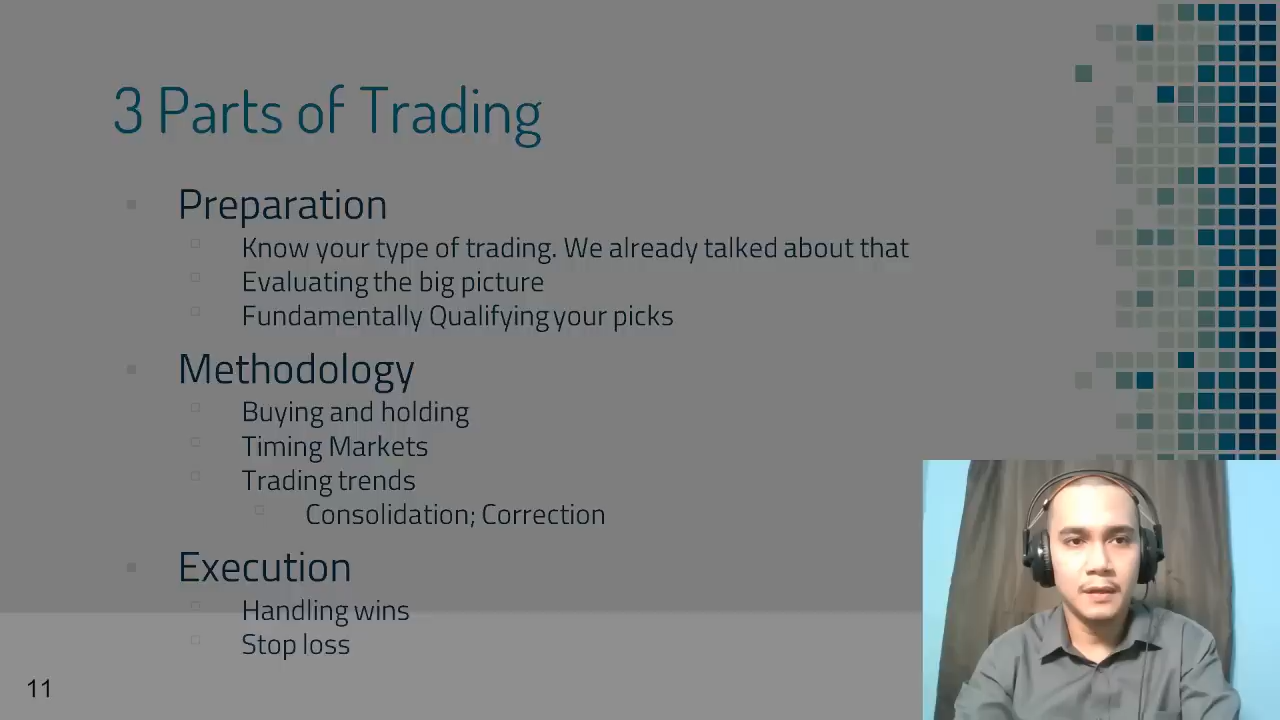 3 Parts of Trading
Preparation
Know your type of trading. We already talked about that
Evaluating the big picture
Fundamentally Qualifying your picks
Methodology
Buying and holding
Timing Markets
Trading trends
Consolidation; Correction
Execution
Handling wins
Stop loss
11